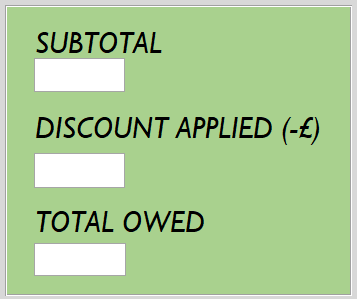 SUBTOTAL
DISCOUNT APPLIED (-£)
TOTAL OWED